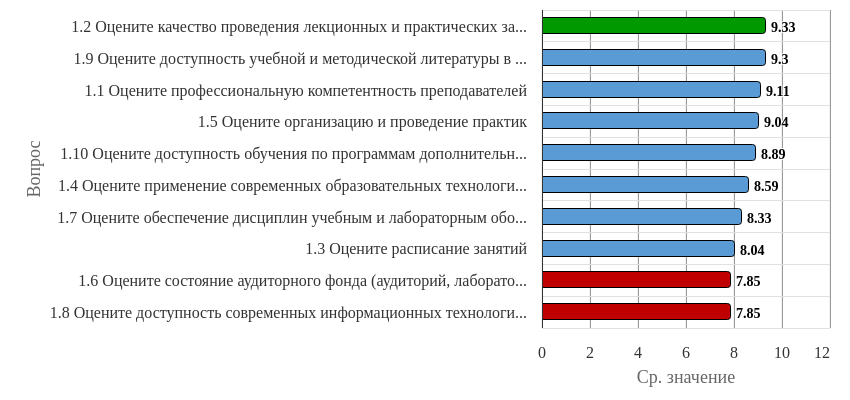 1.2 Оцените качество проведения лекционных и практических за... 9.33
1.9 Оцените доступность учебной и методической литературы в ... 9.3
1.1 Оцените профессиональную компетентность преподавателей 9.11
1.5 Оцените организацию и проведение практик 9.04
1.10 Оцените доступность обучения по программам дополнительн... 8.89
1.4 Оцените применение современных образовательных технологи... 8.59
1.7 Оцените обеспечение дисциплин учебным и лабораторным обо... 8.33
1.3 Оцените расписание занятий 8.04
1.6 Оцените состояние аудиторного фонда (аудиторий, лаборато... 7.85
1.8 Оцените доступность современных информационных технологи... 7.85
Вопрос
0 2 4 6 8 10 12
Ср. значение